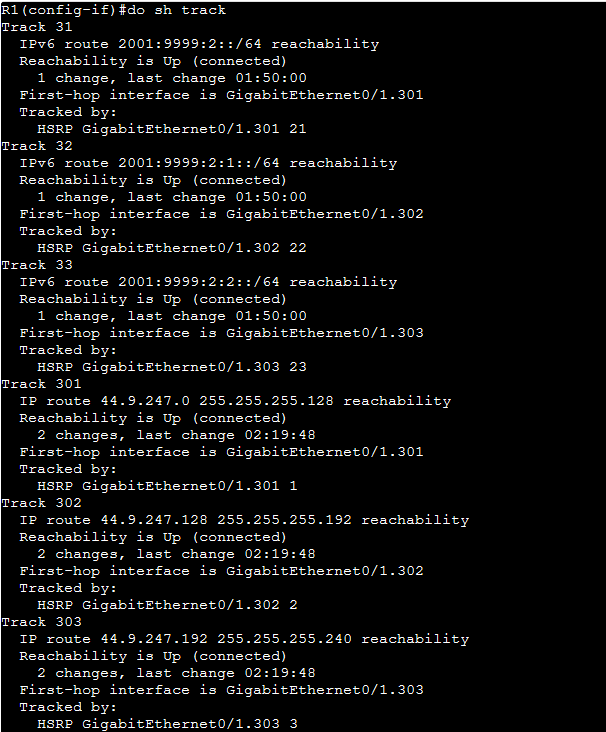 R1(config-if)#do sh track
Track 31
  IPv6 route 2001:9999:2::/64 reachability
  Reachability is Up (connected)
    1 change, last change 01:50:00
  First-hop interface is GigabitEthernet0/1.301
  Tracked by:
    HSRP GigabitEthernet0/1.301 21
Track 32
  IPv6 route 2001:9999:2:1::/64 reachability
  Reachability is Up (connected)
    1 change, last change 01:50:00
  First-hop interface is GigabitEthernet0/1.302
  Tracked by:
    HSRP GigabitEthernet0/1.302 22
Track 33
  IPv6 route 2001:9999:2:2::/64 reachability
  Reachability is Up (connected)
    1 change, last change 01:50:00
  First-hop interface is GigabitEthernet0/1.303
  Tracked by:
    HSRP GigabitEthernet0/1.303 23
Track 301
  IP route 44.9.247.0 255.255.255.128 reachability
  Reachability is Up (connected)
    2 changes, last change 02:19:48
  First-hop interface is GigabitEthernet0/1.301
  Tracked by:
    HSRP GigabitEthernet0/1.301 1
Track 302
  IP route 44.9.247.128 255.255.255.192 reachability
  Reachability is Up (connected)
    2 changes, last change 02:19:48
  First-hop interface is GigabitEthernet0/1.302
  Tracked by:
    HSRP GigabitEthernet0/1.302 2
Track 303
  IP route 44.9.247.192 255.255.255.240 reachability
  Reachability is Up (connected)
    2 changes, last change 02:19:48
  First-hop interface is GigabitEthernet0/1.303
  Tracked by:
    HSRP GigabitEthernet0/1.303 3